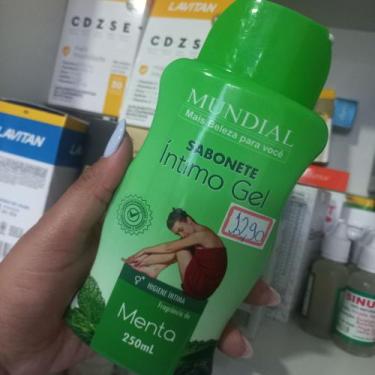 LAVITAN
CDZSE
CDZSE
LAVITAN
MUNDIAL
Mais Beleza para você
SABONETE
Íntimo Gel
12,90
HIGIENE ÍNTIMA
Fragrância de
Menta
250mL
SINU